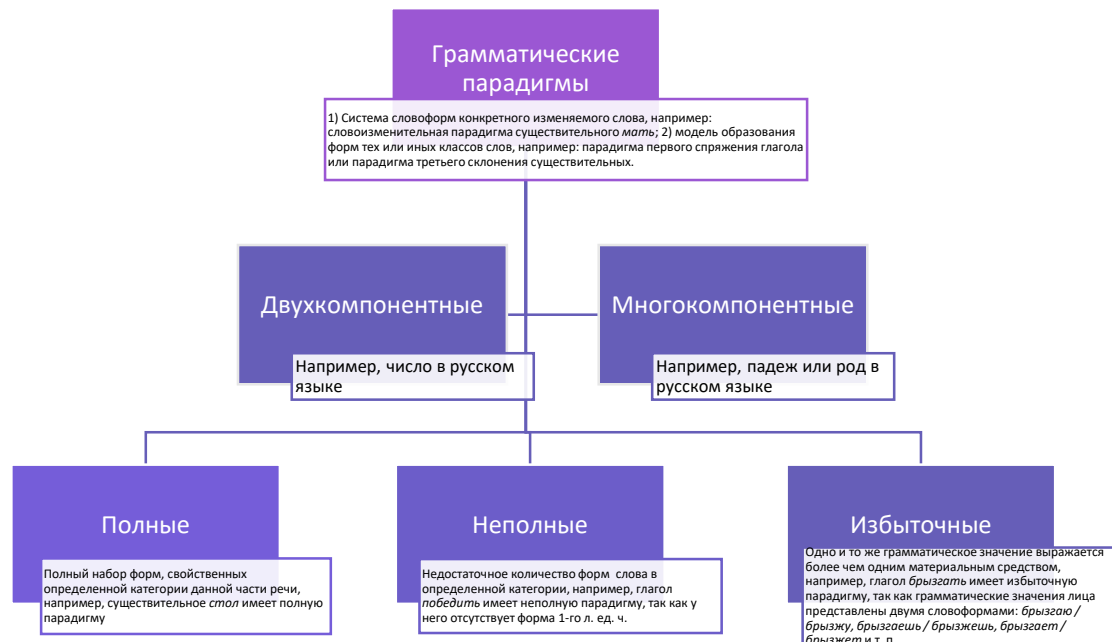 Грамматические
парадигмы
1) Система словоформ конкретного изменяемого слова, например:
словоизменительная парадигма существительного мать; 2) модель образования
форм тех или иных классов слов, например: парадигма первого спряжения глагола
или парадигма третьего склонения существительных.
Двухкомпонентные
Например, число в русском
языке
Многокомпонентные
Например, падеж или род в
русском языке
Полные
Полный набор форм, свойственных
определенной категории данной части речи,
например, существительное стол имеет полную
парадигму
Неполные
Недостаточное количество форм слова в
определенной категории, например, глагол
победить имеет неполную парадигму, так как у
него отсутствует форма 1-го л. ед. ч.
Избыточные
Одно и то же грамматическое значение выражается
более чем одним материальным средством,
например, глагол брызгать имеет избыточную
парадигму, так как грамматические значения лица
представлены двумя словоформами: брызгаю /
брызжу, брызгаешь / брызжешь, брызгает /
брызжет и т. п.